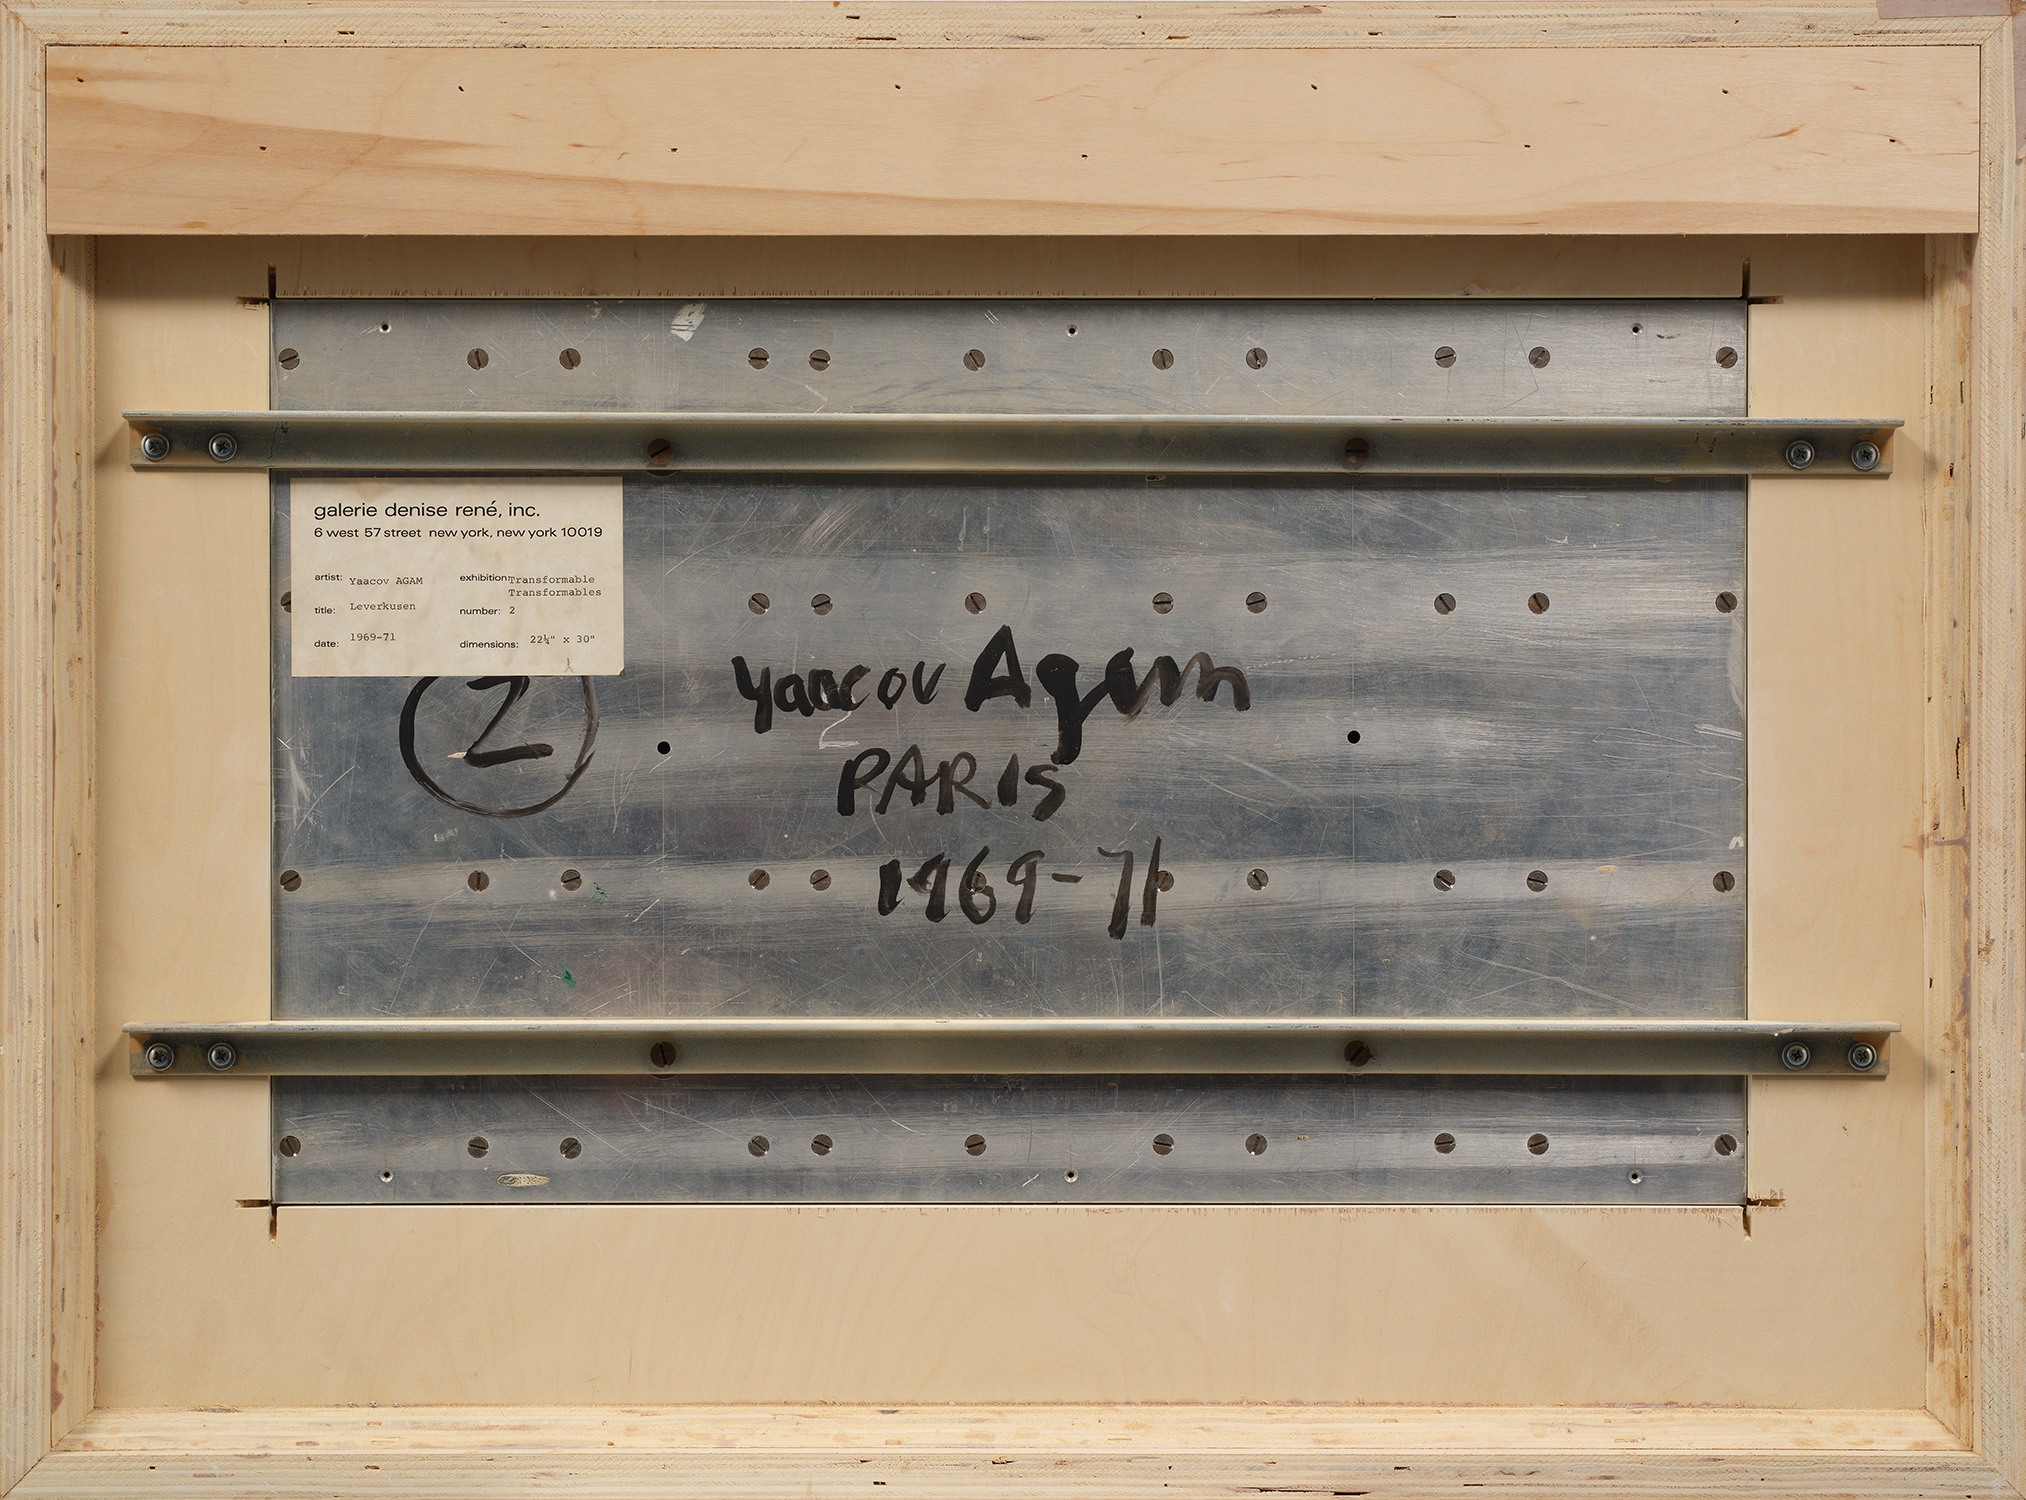 galerie denise rené, inc.
6 west 57 street new york, new york 10019
artist: Yaacov AGAM
title: Leverkusen
date: 1969-71
exhibition: Transformable
Transformables
number: 2
dimensions: 22¼" x 30"
2
Yaacov Agam
PARIS
1969-71